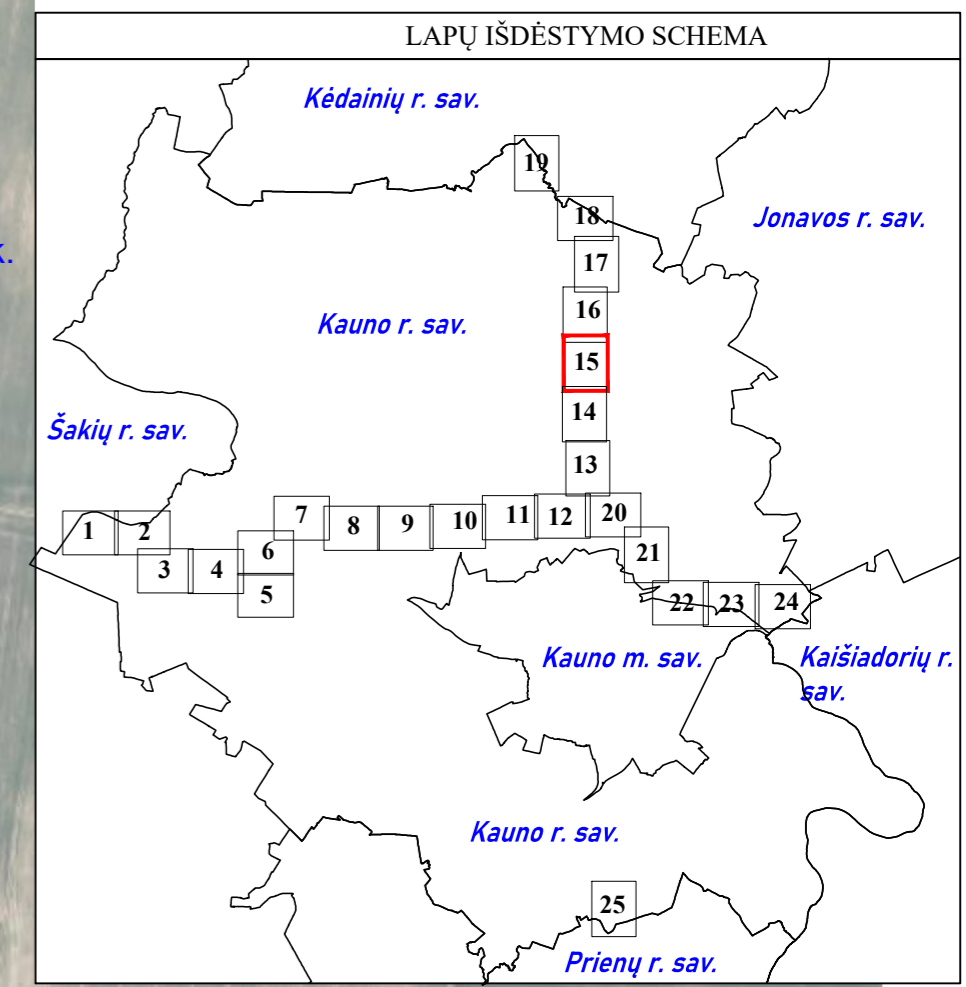 LAPŲ IŠDĖSTYMO SCHEMA
Kėdainių r. sav.
19
18
Jonavos r. sav.
K.
17
16
Kauno r. sav.
15
14
Šakių r. sav.
13
7
8
9
10
11
12
20
1
2
6
21
3
4
5
22
23
24
Kauno m. sav.
Kaišiadorių r.
sav.
Kauno r. sav.
25
Prienų r. sav.